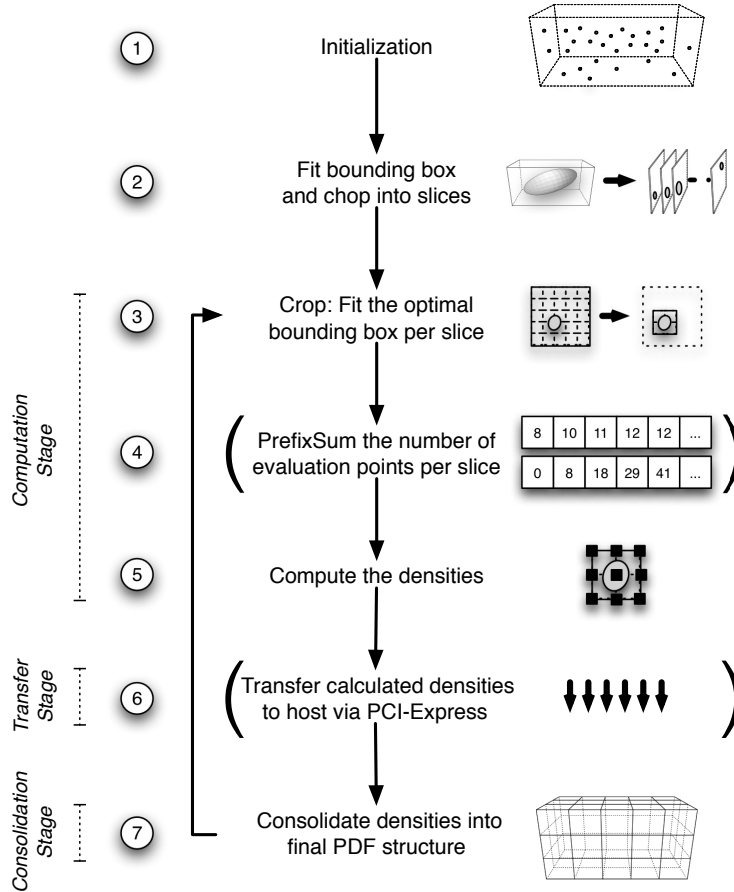 1
Initialization
2
Fit bounding box
and chop into slices
3
Crop: Fit the optimal
bounding box per slice
Computation
Stage
4
( PrefixSum the number of
evaluation points per slice
8 10 11 12 12 ...
0 8 18 29 41 ... )
5
Compute the densities
Transfer
Stage
6
( Transfer calculated densities
to host via PCI-Express )
Consolidation
Stage
7
Consolidate densities into
final PDF structure